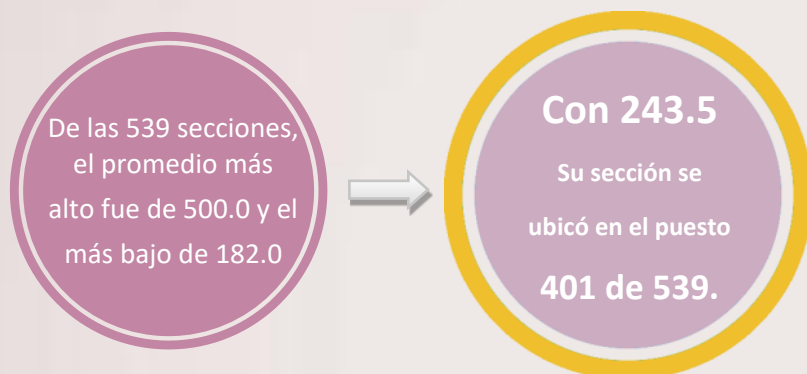 De las 539 secciones,
el promedio más
alto fue de 500.0 y el
más bajo de 182.0
Con 243.5
Su sección se
ubicó en el puesto
401 de 539.